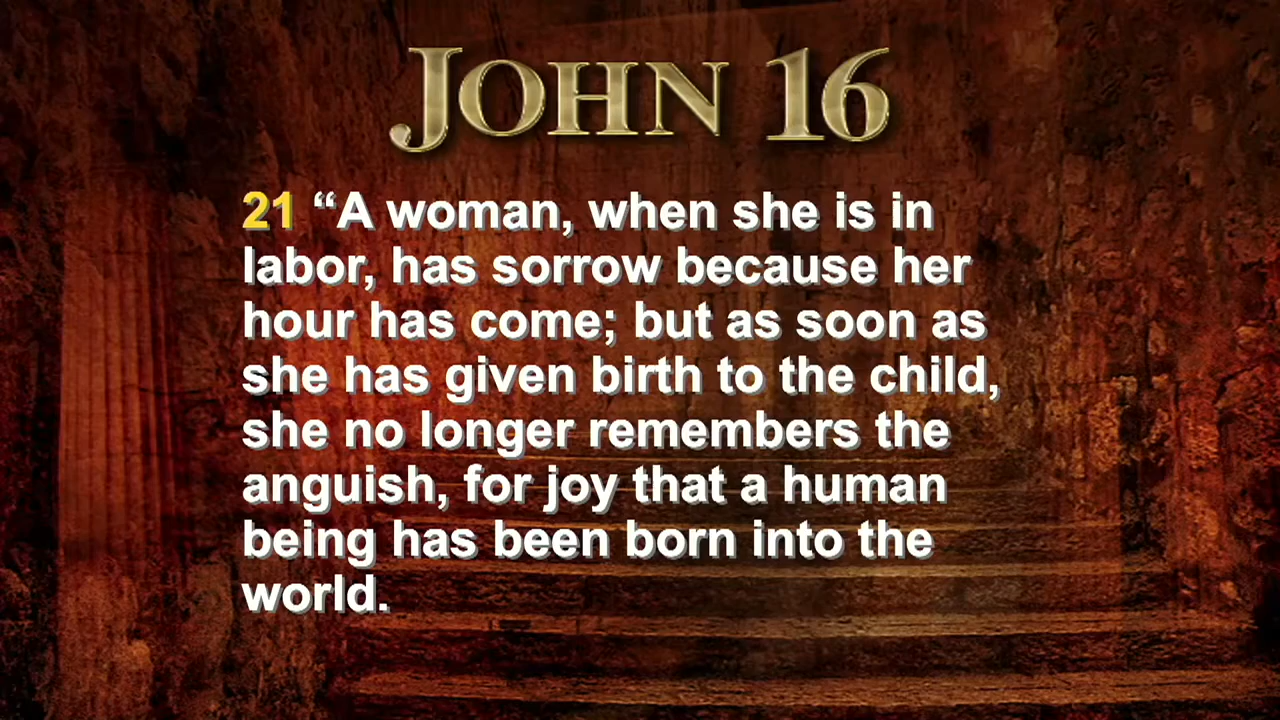 JOHN 16
21 “A woman, when she is in
labor, has sorrow because her
hour has come; but as soon as
she has given birth to the child,
she no longer remembers the
anguish, for joy that a human
being has been born into the
world.